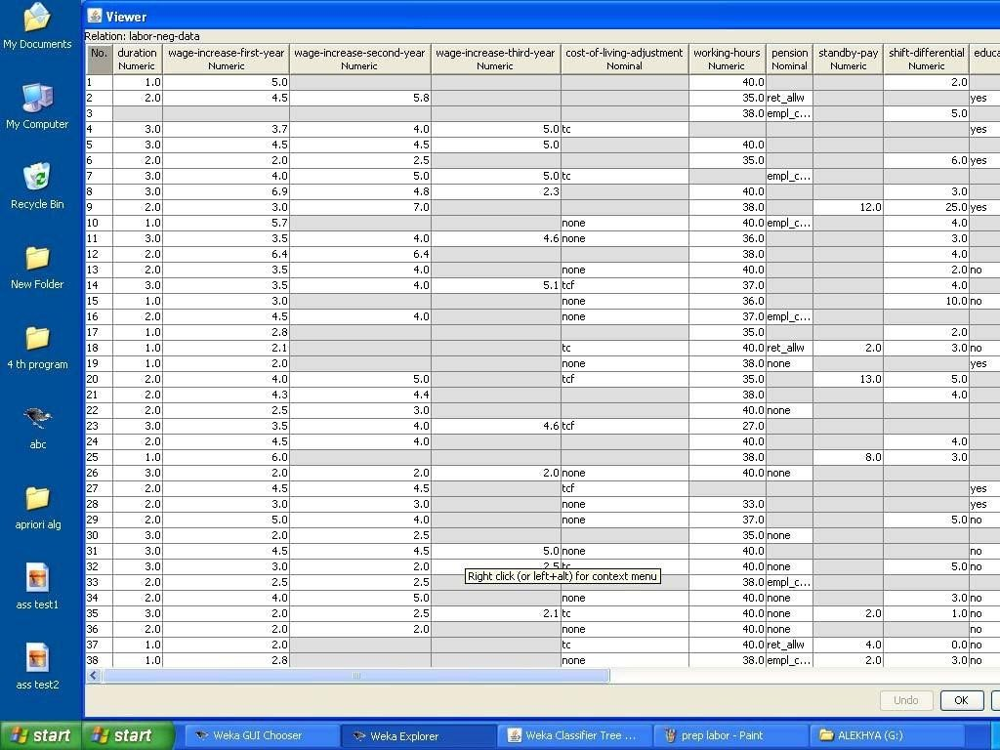 Viewer
Relation: labor-neg-data
No. duration wage-increase-first-year wage-increase-second-year wage-increase-third-year cost-of-living-adjustment working-hours pension standby-pay shift-differential educa
Numeric Numeric Numeric Numeric Nominal Numeric Nominal Numeric Numeric
1 1.0 5.0 40.0 2.0
2 2.0 4.5 5.8 35.0 ret_allw yes
3 38.0 empl_c... 5.0
4 3.0 3.7 4.0 5.0 tc yes
5 3.0 4.5 4.5 5.0 40.0
6 2.0 2.0 2.5 35.0 6.0 yes
7 3.0 4.0 5.0 5.0 tc empl_c...
8 3.0 6.9 4.8 2.3 40.0 3.0
9 2.0 3.0 7.0 38.0 12.0 25.0 yes
10 1.0 5.7 none 40.0 empl_c... 4.0
11 3.0 3.5 4.0 4.6 none 36.0 3.0
12 2.0 6.4 6.4 38.0 4.0
13 2.0 3.5 4.0 none 40.0 2.0 no
14 3.0 3.5 4.0 5.1 tcf 37.0 4.0
15 1.0 3.0 none 36.0 10.0 no
16 2.0 4.5 4.0 none 37.0 empl_c...
17 1.0 2.8 35.0 2.0
18 1.0 2.1 tc 40.0 ret_allw 2.0 3.0 no
19 1.0 2.0 none 38.0 none yes
20 2.0 4.0 5.0 tcf 35.0 13.0 5.0
21 2.0 4.3 4.4 38.0 4.0
22 2.0 2.5 3.0 40.0 none
23 3.0 3.5 4.0 4.6 tcf 27.0
24 2.0 4.5 4.0 40.0 4.0
25 1.0 6.0 38.0 8.0 3.0
26 3.0 2.0 2.0 2.0 none 40.0 none
27 2.0 4.5 4.5 tcf yes
28 2.0 3.0 3.0 none 33.0 yes
29 2.0 5.0 4.0 none 37.0 5.0 no
30 3.0 2.0 2.5 35.0 none
31 3.0 4.5 4.5 5.0 none 40.0 no
32 3.0 3.0 2.0 2.5 tc 40.0 none 5.0 no
Right click (or left+alt) for context menu
33 2.0 2.5 2.5 38.0 empl_c...
34 2.0 4.0 5.0 none 40.0 none 3.0 no
35 3.0 2.0 2.5 2.1 tc 40.0 none 2.0 1.0 no
36 2.0 2.0 2.0 none 40.0 none no
37 1.0 2.0 tc 40.0 ret_allw 4.0 0.0 no
38 1.0 2.8 none 38.0 empl_c... 2.0 3.0 no
Undo OK
My Documents
My Computer
Recycle Bin
New Folder
4 th program
abc
apriori alg
ass test1
ass test2
start start Weka GUI Chooser Weka Explorer Weka Classifier Tree ... prep labor - Paint ALEKHYA (G:)